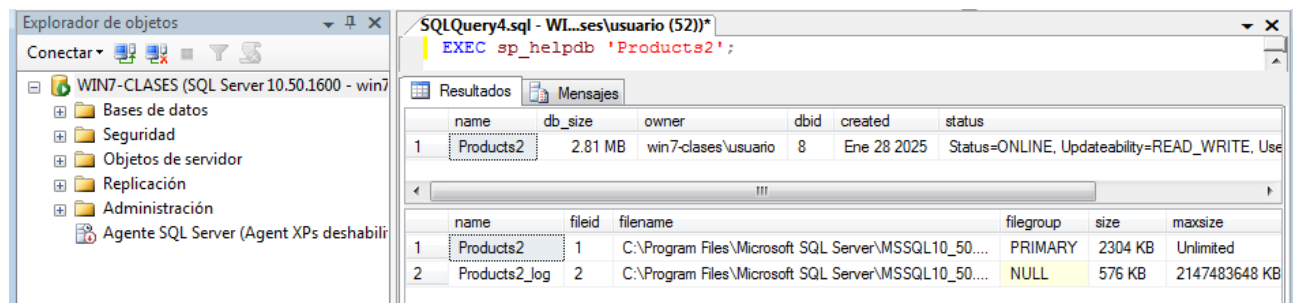 Explorador de objetos
Conectar
WIN7-CLASES (SQL Server 10.50.1600 - win7
Bases de datos
Seguridad
Objetos de servidor
Replicación
Administración
Agente SQL Server (Agent XPs deshabili
SQLQuery4.sql - WI...ses\usuario (52))*
EXEC sp_helpdb 'Products2';
Resultados Mensajes
name db_size owner dbid created status
1 Products2 2.81 MB win7-clases\usuario 8 Ene 28 2025 Status=ONLINE, Updateability=READ_WRITE, Use
name fileid filename filegroup size maxsize
1 Products2 1 C:\Program Files\Microsoft SQL Server\MSSQL10_50.... PRIMARY 2304 KB Unlimited
2 Products2_log 2 C:\Program Files\Microsoft SQL Server\MSSQL10_50.... NULL 576 KB 2147483648 KB